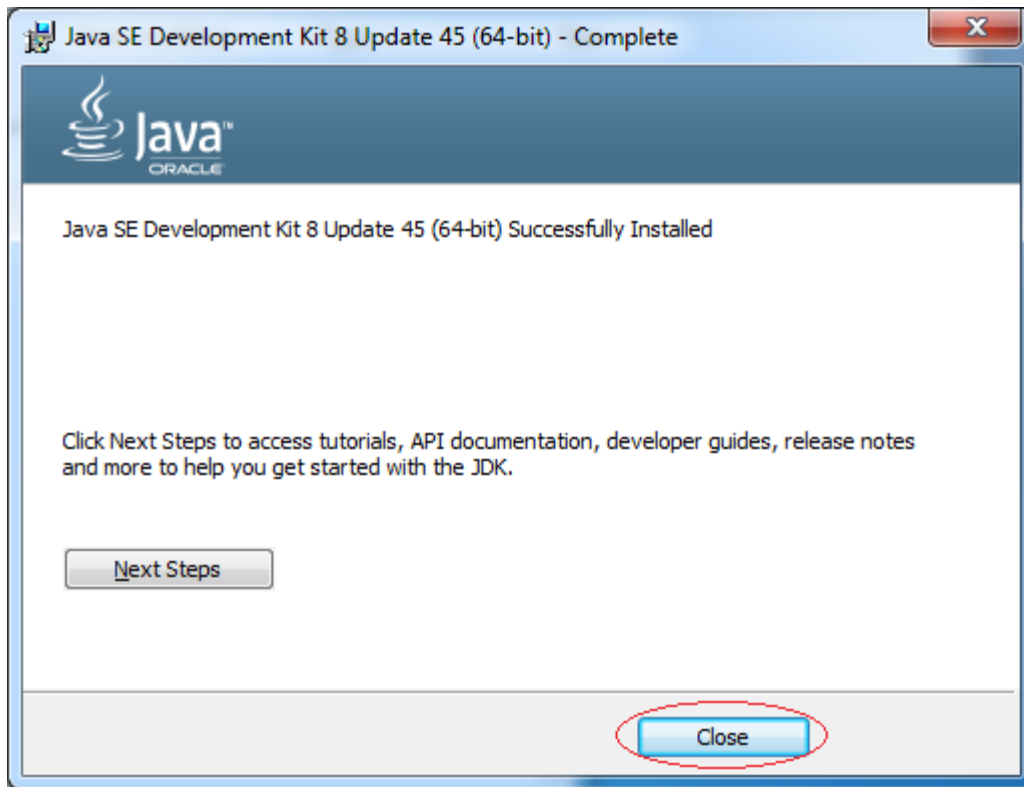 Java SE Development Kit 8 Update 45 (64-bit) - Complete
X
Java™
ORACLE
Java SE Development Kit 8 Update 45 (64-bit) Successfully Installed
Click Next Steps to access tutorials, API documentation, developer guides, release notes
and more to help you get started with the JDK.
Next Steps
Close